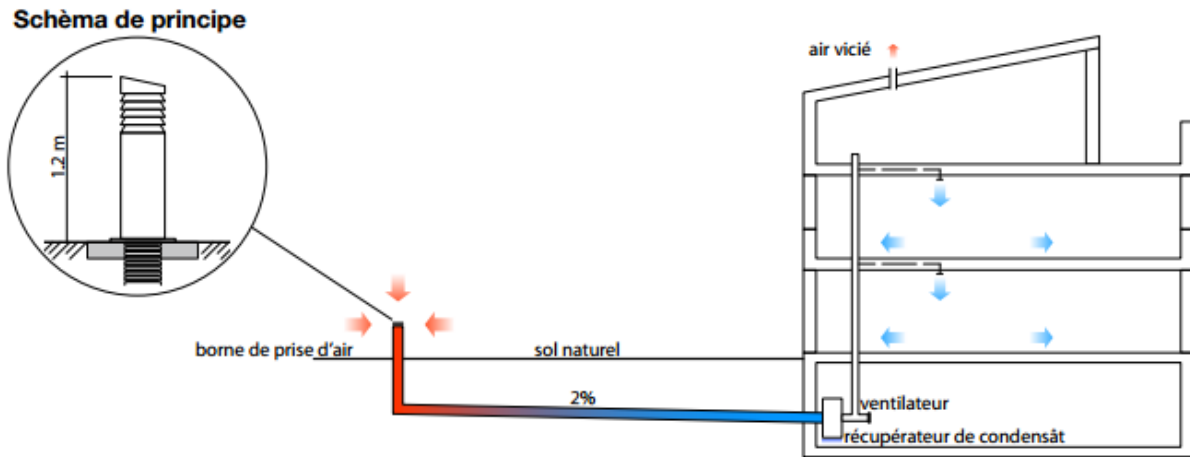 Schèma de principe
air vicié
1.2 m
borne de prise d'air
sol naturel
2%
ventilateur
récupérateur de condensât